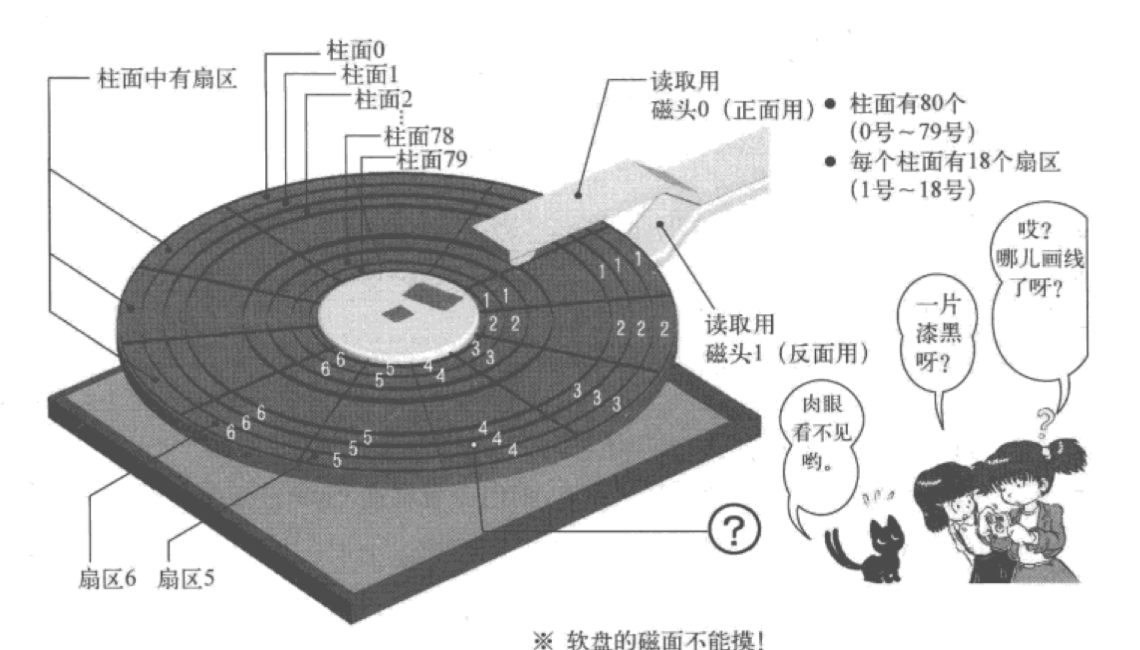 柱面0
柱面中有扇区
柱面1
柱面2
柱面78
柱面79
读取用
磁头0（正面用）
● 柱面有80个
（0号～79号）
● 每个柱面有18个扇区
（1号～18号）
哎？
哪儿画线
了呀？
一片
漆黑
呀？
读取用
磁头1（反面用）
肉眼
看不见
哟。
?
1 1 1
1 1
2 2
2 2 2
3
3
3 3 3
4
4
4
4
4
5
5
5
5
5
6
6
6 6 6
?
扇区6
扇区5
※ 软盘的磁面不能摸！